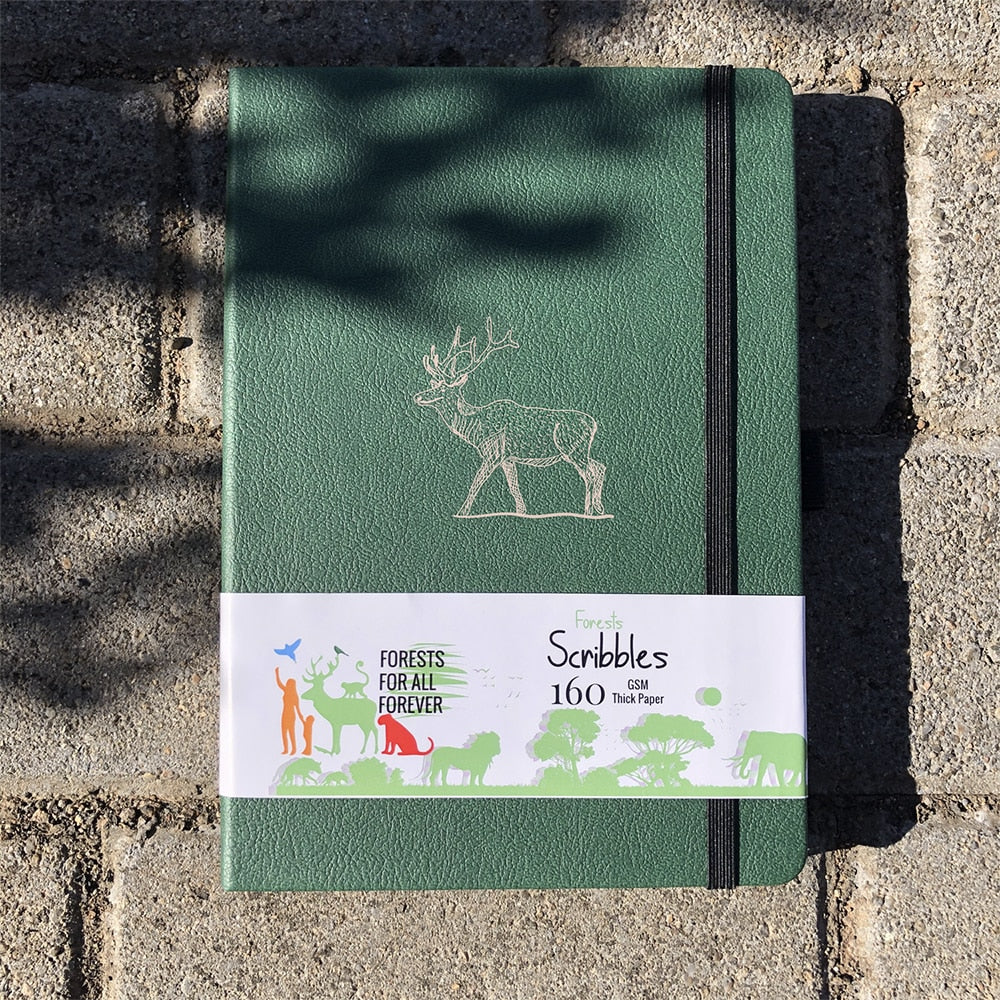 FORESTS
FOR ALL
FOREVER
Forests
Scribbles
160 GSM
Thick Paper